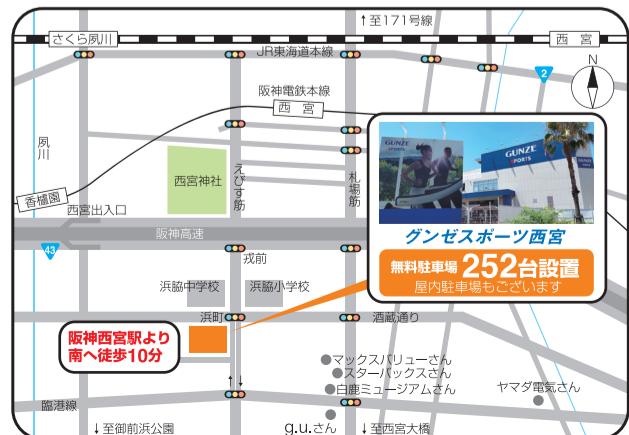 ↑至171号線
さくら夙川
西 宮
JR東海道本線
2
N
阪神電鉄本線
西 宮
夙川
香櫨園
西宮神社
えびす筋
札場筋
西宮出入口
阪神高速
43
GUNZE
SPORTS
GUNZE
SPORTS
グンゼスポーツ西宮
無料駐車場 252台設置
屋内駐車場もございます
戎前
浜脇中学校
浜脇小学校
浜町
酒蔵通り
阪神西宮駅より
南へ徒歩10分
マックスバリューさん
スターバックスさん
白鹿ミュージアムさん
ヤマダ電気さん
臨港線
↑ ↓
↓至御前浜公園
g.u.さん
↓至西宮大橋